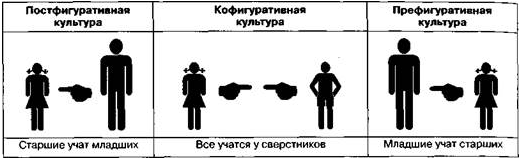 Постфигуративная
культура
Кофигуративная
культура
Префигуративная
культура
Старшие учат младших
Все учатся у сверстников
Младшие учат старших